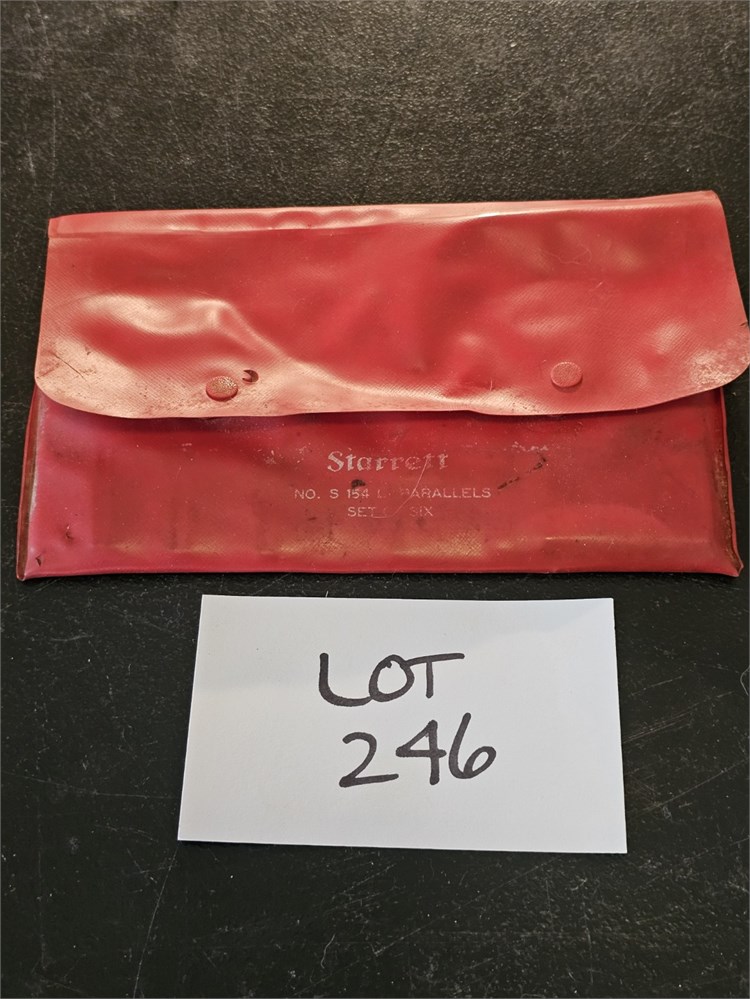 Starrett
NO. S 154 L PARALLELS
SET SIX
LOT
246